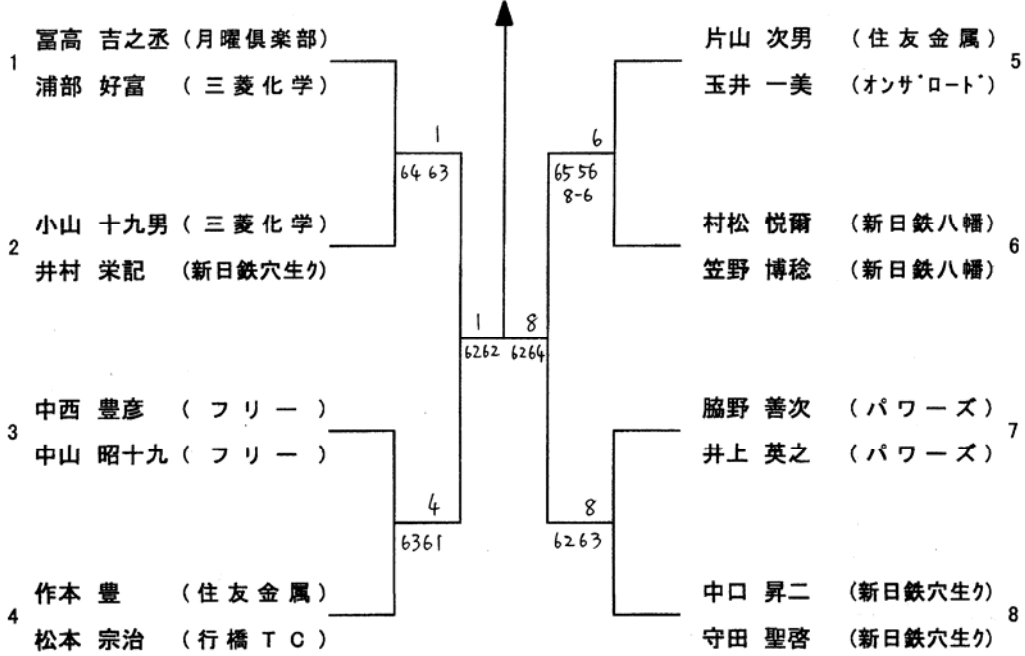 1
冨高 吉之丞 (月曜倶楽部)
浦部 好富 (三菱化学)
2
小山 十九男 (三菱化学)
井村 栄記 (新日鉄穴生ク)
3
中西 豊彦 (フリー)
中山 昭十九 (フリー)
4
作本 豊 (住友金属)
松本 宗治 (行橋TC)
1
64 63
4
6361
1
6262
8
6264
6
65 56
8-6
8
6263
片山 次男 (住友金属)
玉井 一美 (オンザロード)
5
村松 悦爾 (新日鉄八幡)
笠野 博稔 (新日鉄八幡)
6
脇野 善次 (パワーズ)
井上 英之 (パワーズ)
7
中口 昇二 (新日鉄穴生ク)
守田 聖啓 (新日鉄穴生ク)
8